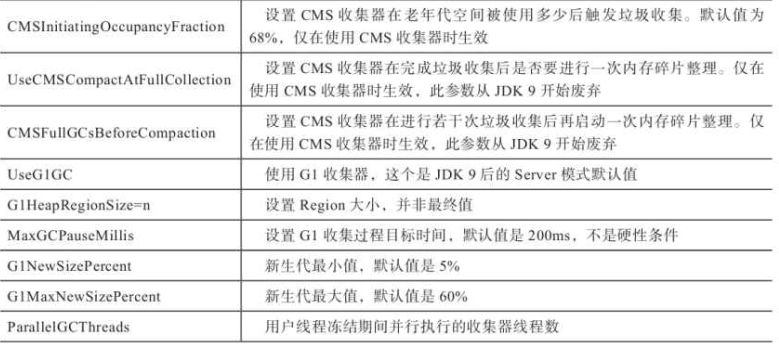 CMSInitiatingOccupancyFraction
设置 CMS 收集器在老年代空间被使用多少后触发垃圾收集。默认值为
68%，仅在使用 CMS 收集器时生效
UseCMSCompactAtFullCollection
设置 CMS 收集器在完成垃圾收集后是否要进行一次内存碎片整理。仅在
使用 CMS 收集器时生效，此参数从 JDK 9 开始废弃
CMSFullGCsBeforeCompaction
设置 CMS 收集器在进行若干次垃圾收集后再启动一次内存碎片整理。仅
在使用 CMS 收集器时生效，此参数从 JDK 9 开始废弃
UseG1GC
使用 G1 收集器，这个是 JDK 9 后的 Server 模式默认值
G1HeapRegionSize=n
设置 Region 大小，并非最终值
MaxGCPauseMillis
设置 G1 收集过程目标时间，默认值是 200ms，不是硬性条件
G1NewSizePercent
新生代最小值，默认值是 5%
G1MaxNewSizePercent
新生代最大值，默认值是 60%
ParallelGCThreads
用户线程冻结期间并行执行的收集器线程数